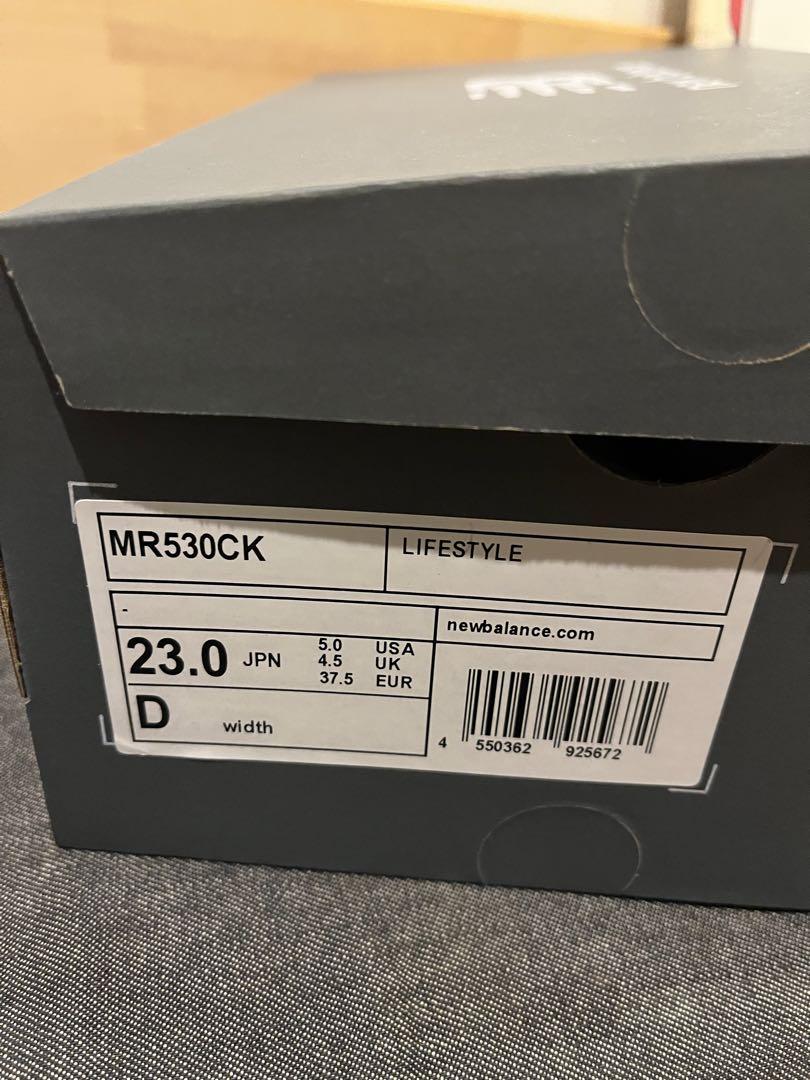 MR530CK
LIFESTYLE
-
newbalance.com
23.0 JPN
5.0 USA
4.5 UK
37.5 EUR
D width
4 550362 925672